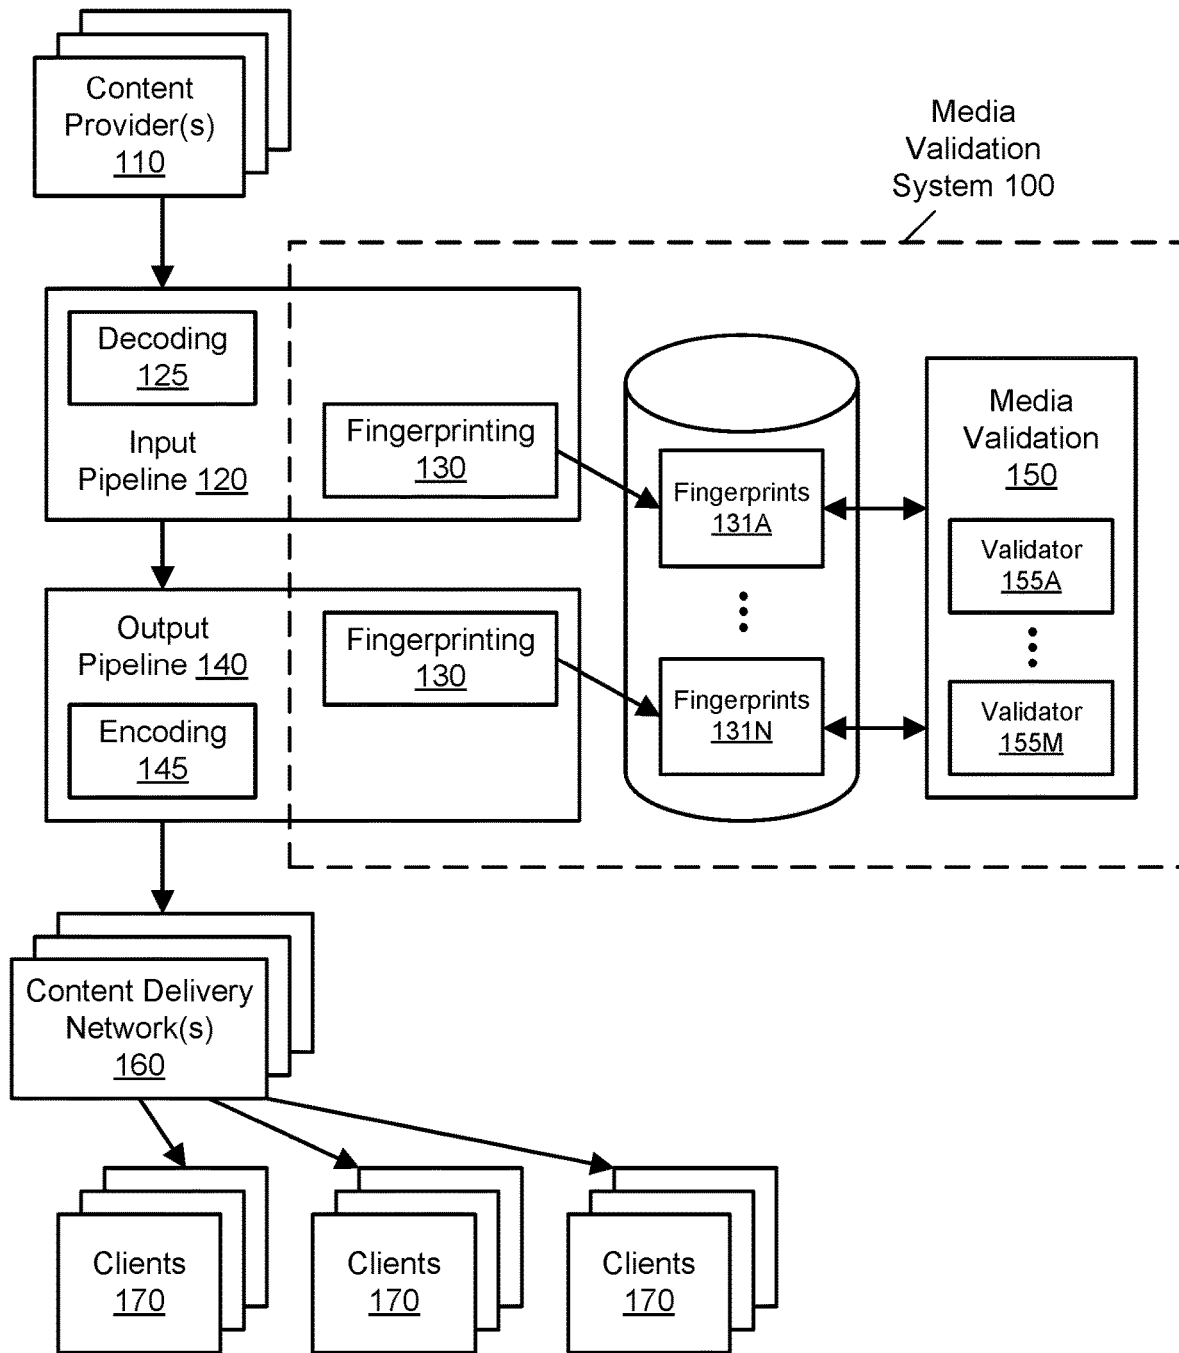 Content
Provider(s)
110
Media
Validation
System 100
Decoding
125
Input
Pipeline 120
Fingerprinting
130
Fingerprints
131A
Media
Validation
150
Validator
155A
Output
Pipeline 140
Encoding
145
Fingerprinting
130
Fingerprints
131N
Validator
155M
Content Delivery
Network(s)
160
Clients
170
Clients
170
Clients
170